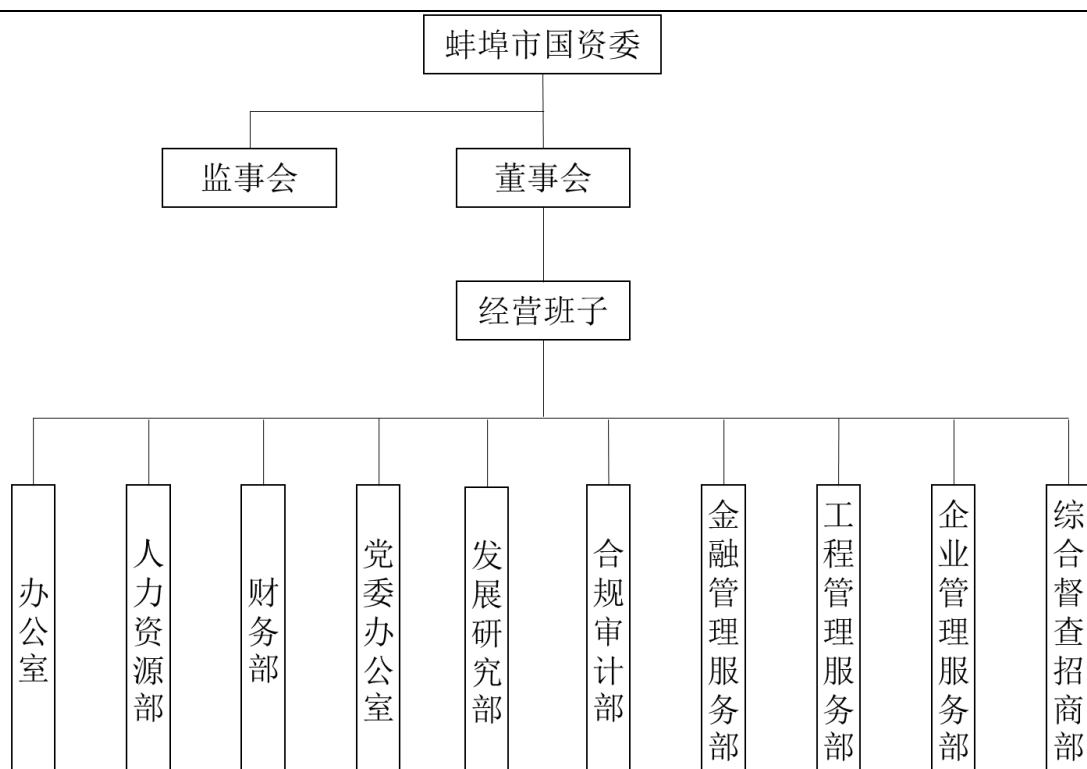 蚌埠市国资委
监事会
董事会
经营班子
办公室
人力资源部
财务部
党委办公室
发展研究部
合规审计部
金融管理服务部
工程管理服务部
企业管理服务部
综合督查招商部